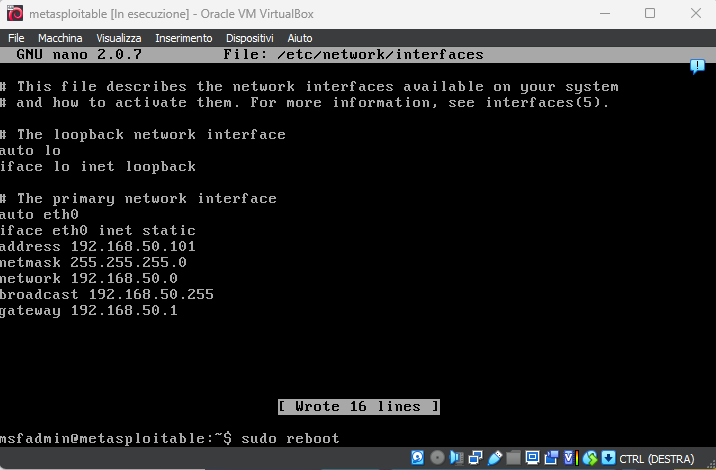 metasploitable [In esecuzione] - Oracle VM VirtualBox
File Macchina Visualizza Inserimento Dispositivi Aiuto
GNU nano 2.0.7 File: /etc/network/interfaces
# This file describes the network interfaces available on your system
# and how to activate them. For more information, see interfaces(5).
# The loopback network interface
auto lo
iface lo inet loopback
# The primary network interface
auto eth0
iface eth0 inet static
address 192.168.50.101
netmask 255.255.255.0
network 192.168.50.0
broadcast 192.168.50.255
gateway 192.168.50.1
[ Wrote 16 lines ]
msfadmin@metasploitable:~$ sudo reboot
CTRL (DESTRA)